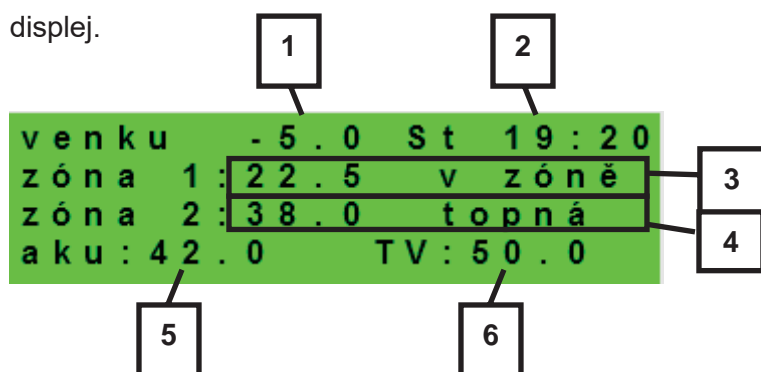 displej.
1 2
venku -5.0 St 19:20
zóna 1:22.5 v zóně
3
zóna 2:38.0 topná
4
aku:42.0 TV:50.0
5 6